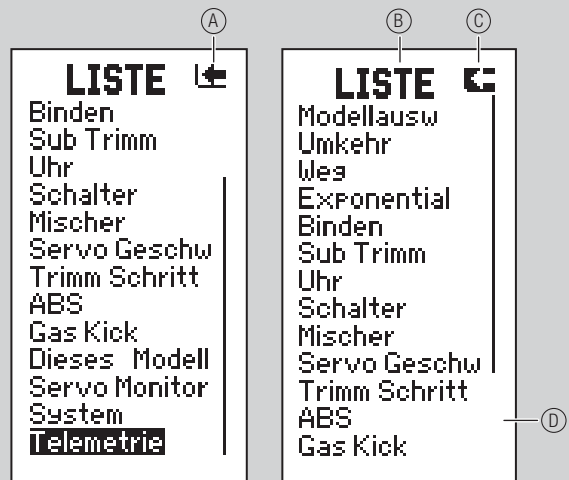 A
B
C
LISTE
Binden
Sub Trimm
Uhr
Schalter
Mischer
Servo Geschw
Trimm Schritt
ABS
Gas Kick
Dieses Modell
Servo Monitor
System
Telemetrie
LISTE
Modellausw
Umkehr
Weg
Exponential
Binden
Sub Trimm
Uhr
Schalter
Mischer
Servo Geschw
Trimm Schritt
ABS
Gas Kick
D